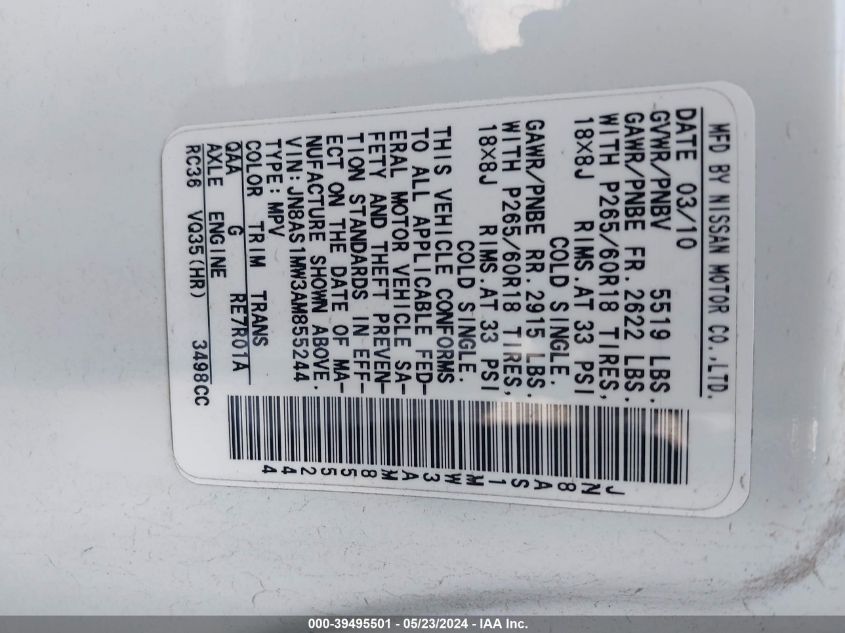 MFD BY NISSAN MOTOR CO.,LTD.
DATE 03/10
GVWR/PNBV 5519 LBS.
GAWR/PNBE FR. 2622 LBS.
WITH P265/60R18 TIRES,
18X8J RIMS.AT 33 PSI
COLD SINGLE.
GAWR/PNBE RR. 2915 LBS.
WITH P265/60R18 TIRES,
18X8J RIMS.AT 33 PSI
COLD SINGLE.
THIS VEHICLE CONFORMS
TO ALL APPLICABLE FED-
ERAL MOTOR VEHICLE SA-
FETY AND THEFT PREVEN-
TION STANDARDS IN EFF-
ECT ON THE DATE OF MA-
NUFACTURE SHOWN ABOVE.
VIN:JN8AS1MW3AM855244
TYPE:MPV
COLOR TRIM TRANS
QAA G RE7R01A
AXLE ENGINE
RC36 VQ35(HR) 3498CC
JN8AS1MW3AM855244
000-39495501 - 05/23/2024 - IAA Inc.